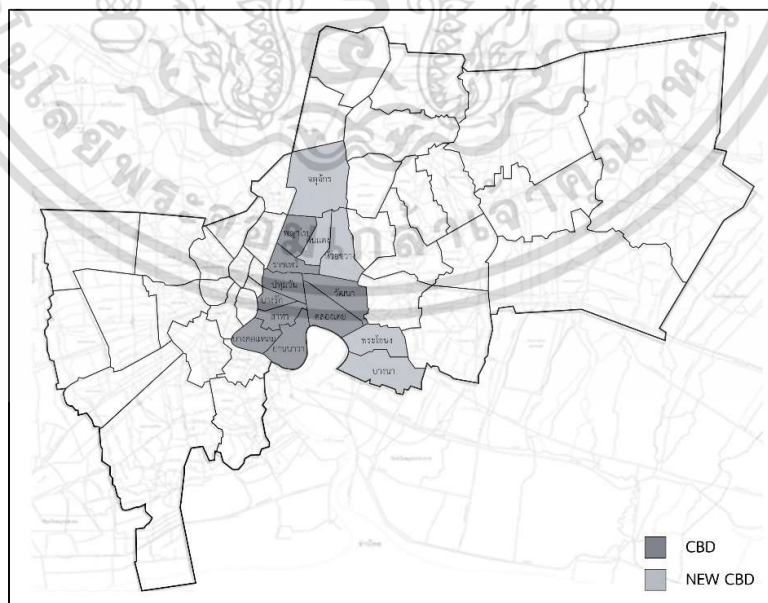 จตุจักร
พญาไท
ดินแดง
ห้วยขวาง
ราชเทวี
ปทุมวัน
วัฒนา
บางรัก
สาทร
คลองเตย
บางคอแหลม
ยานนาวา
พระโขนง
บางนา
CBD
NEW CBD